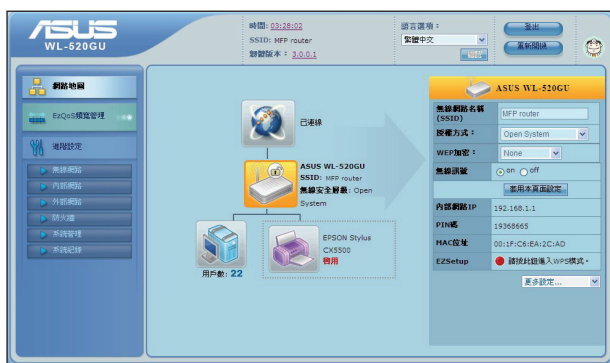 ASUS
WL-520GU
時間: 03:28:02
SSID: MFP router
韌體版本: 3.0.0.1
語言選項:
繁體中文
登出
重新開機
網路地圖
EzQoS頻寬管理
進階設定
無線網路
內部網路
外部網路
防火牆
系統管理
系統記錄
已連線
ASUS WL-520GU
SSID: MFP router
無線安全層級: Open
System
用戶數: 22
EPSON Stylus
CX5500
啓用
ASUS WL-520GU
無線網路名稱
(SSID)
MFP router
授權方式:
Open System
WEP加密:
None
無線訊號
on off
套用本頁面設定
內部網路IP
192.168.1.1
PIN碼
19368665
MAC位址
00:1F:C6:EA:2C:AD
EZSetup
請按此鈕進入WPS模式。
更多設定...